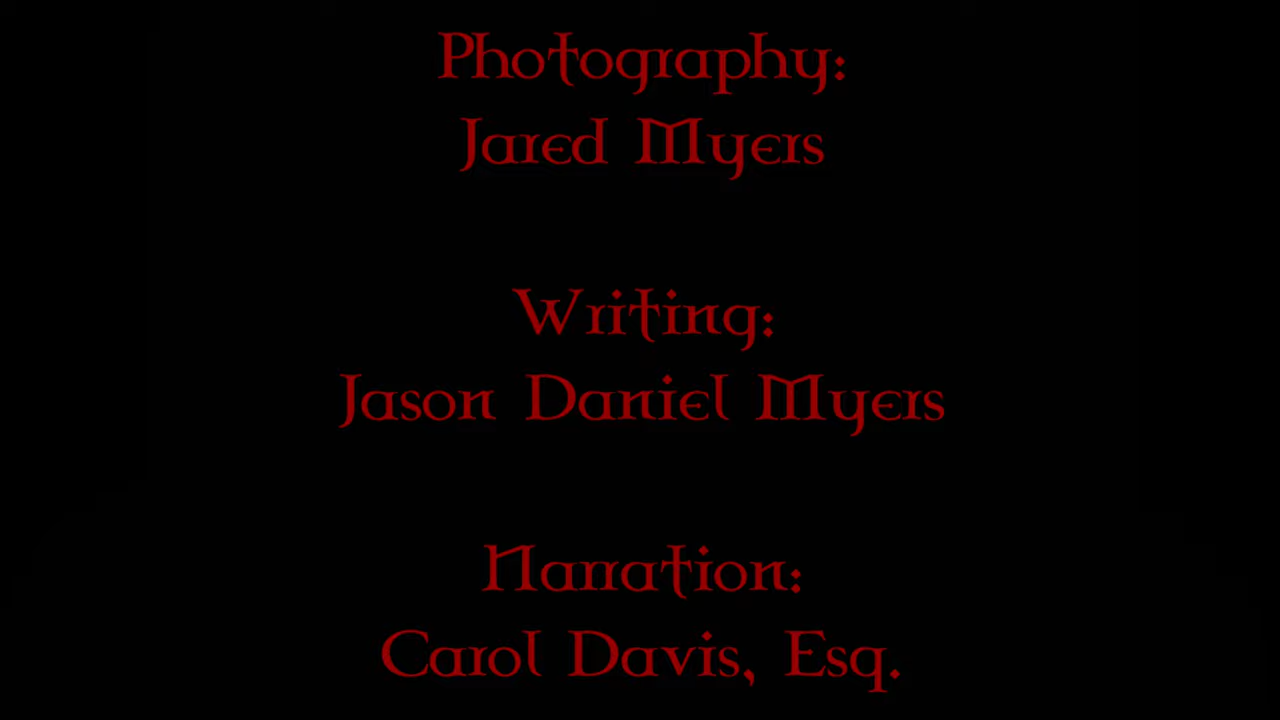 Photography:
Jared Myers
Writing:
Jason Daniel Myers
Narration:
Carol Davis, Esq.